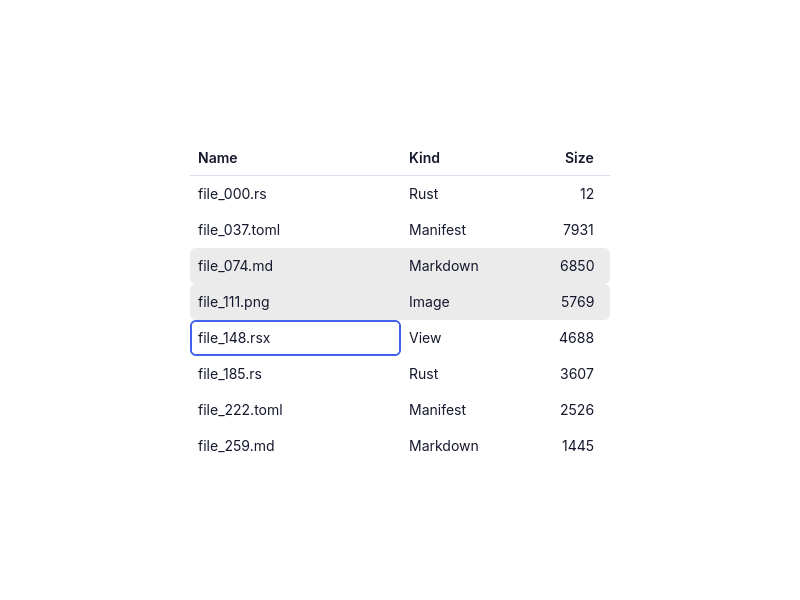 Name Kind Size
file_000.rs Rust 12
file_037.toml Manifest 7931
file_074.md Markdown 6850
file_111.png Image 5769
file_148.rsx View 4688
file_185.rs Rust 3607
file_222.toml Manifest 2526
file_259.md Markdown 1445